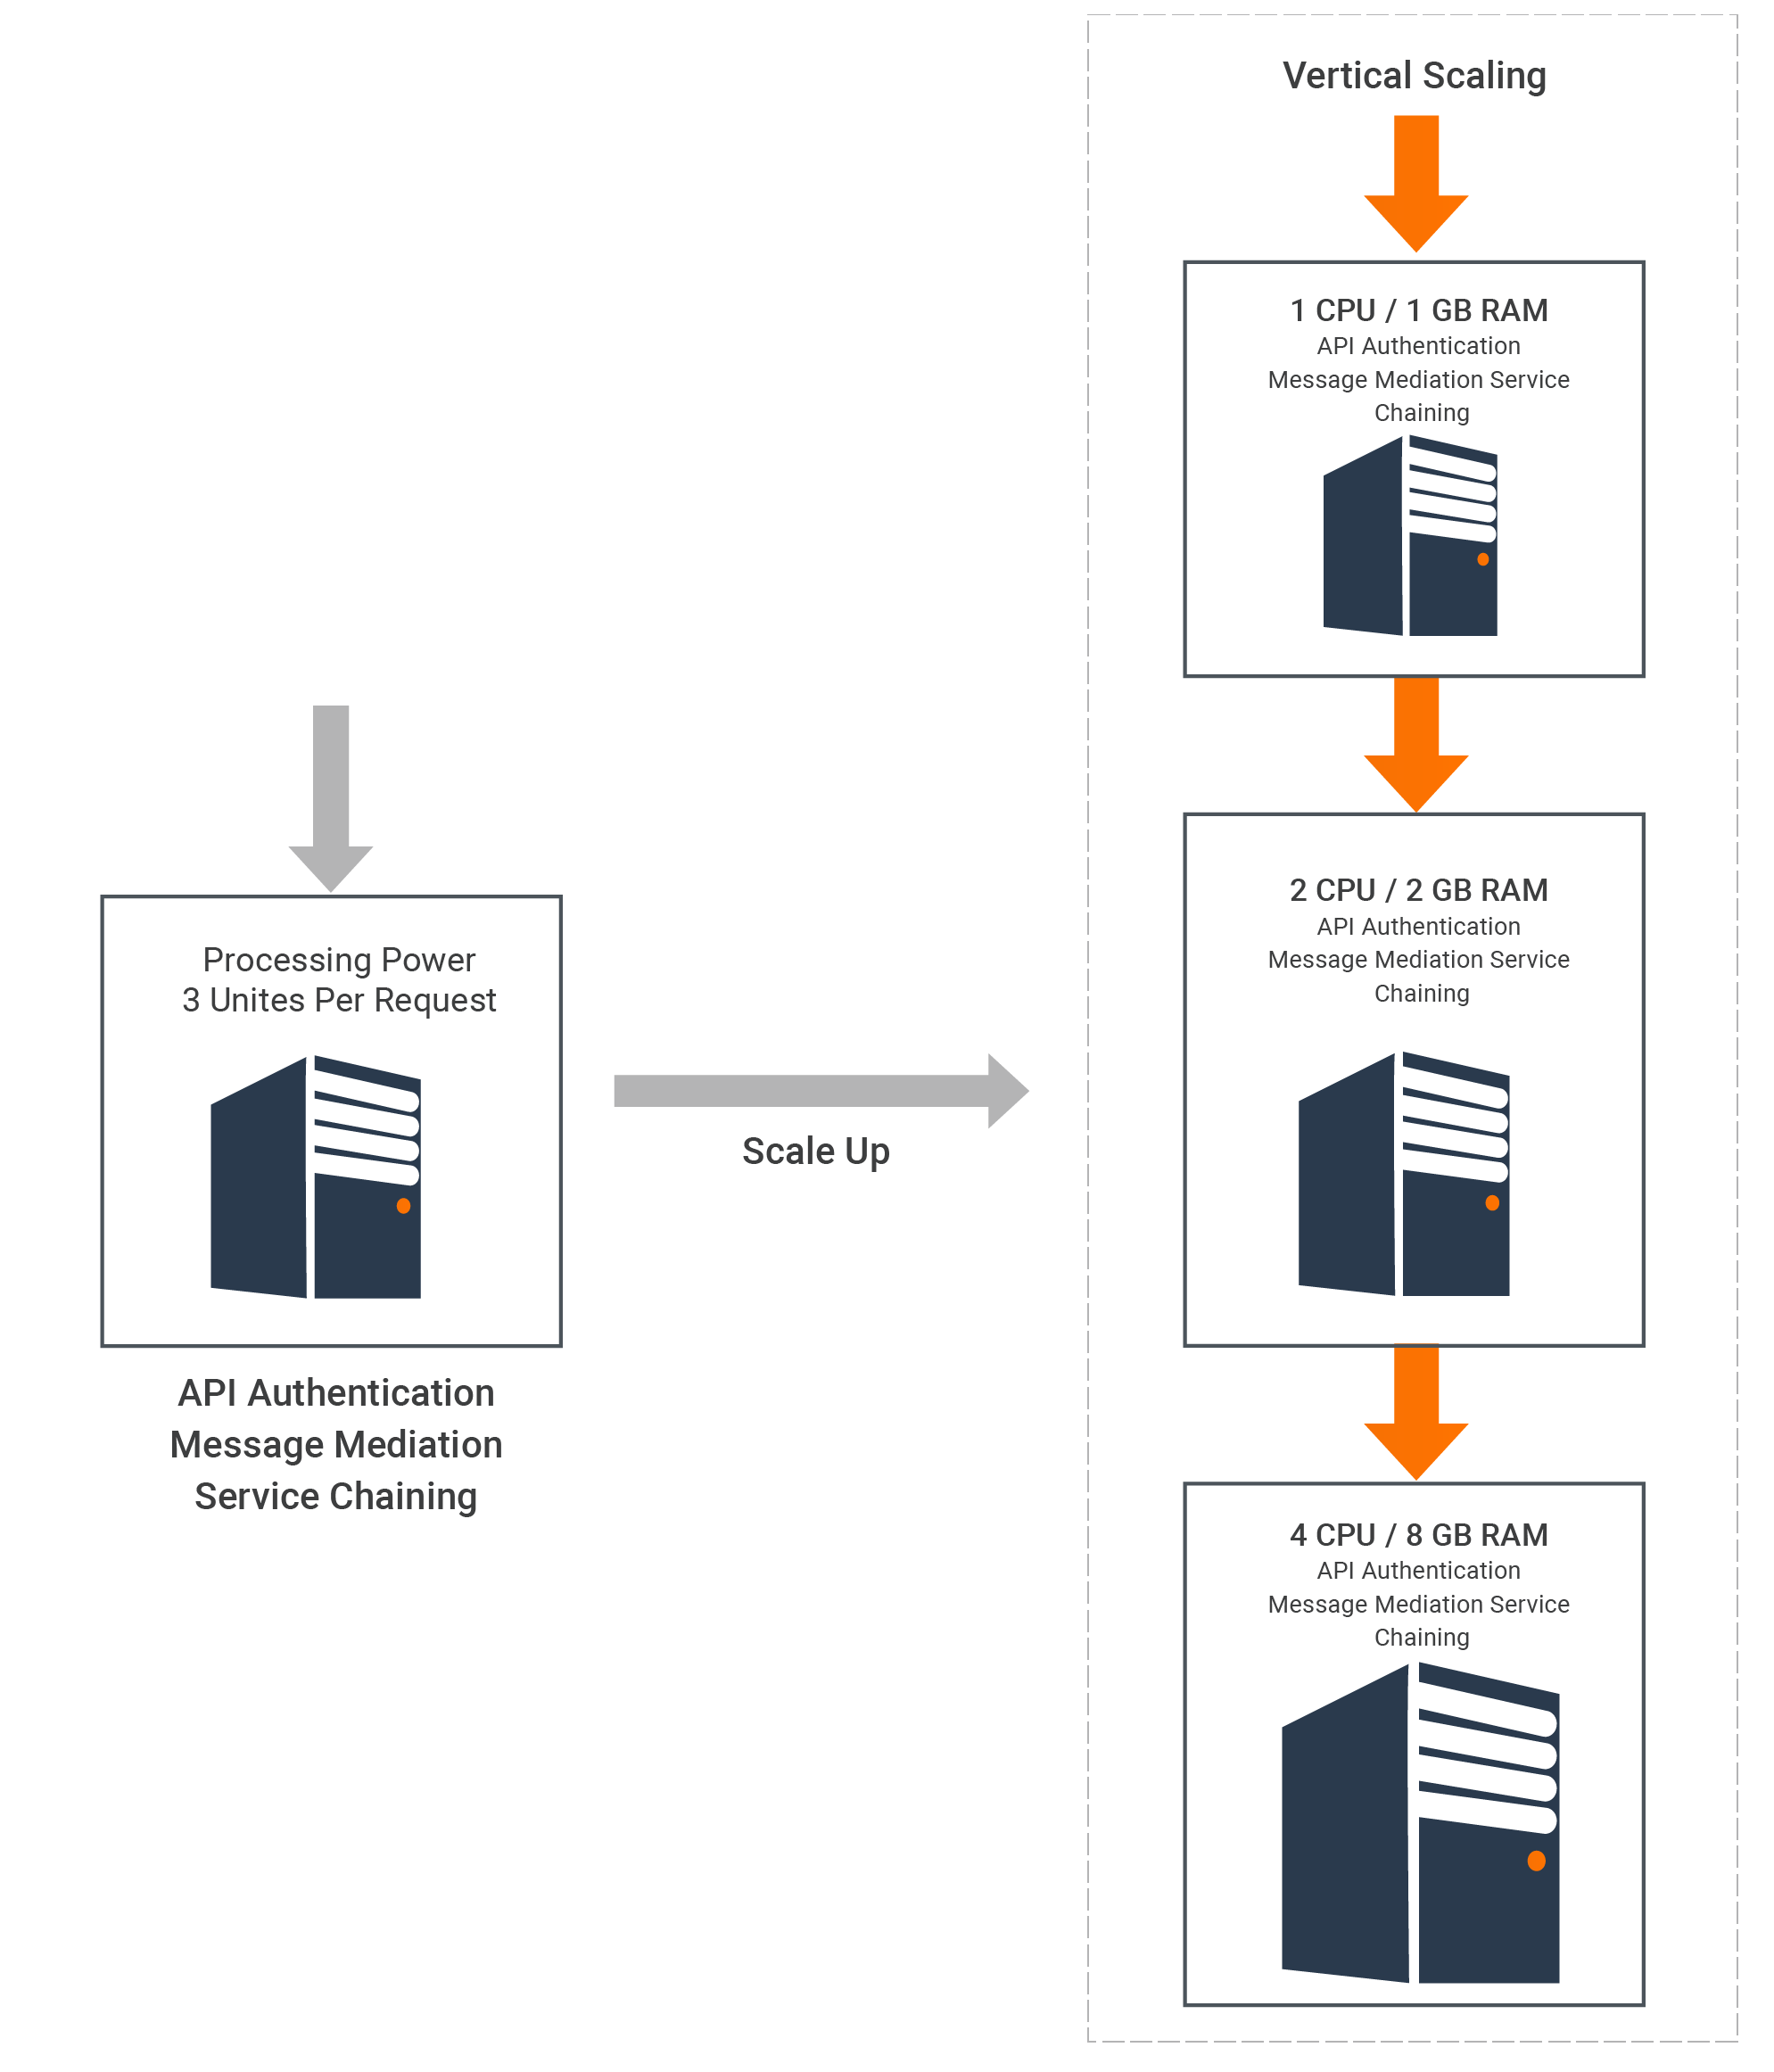 Vertical Scaling
1 CPU / 1 GB RAM
API Authentication
Message Mediation Service
Chaining
2 CPU / 2 GB RAM
API Authentication
Message Mediation Service
Chaining
Processing Power
3 Unites Per Request
Scale Up
API Authentication
Message Mediation
Service Chaining
4 CPU / 8 GB RAM
API Authentication
Message Mediation Service
Chaining